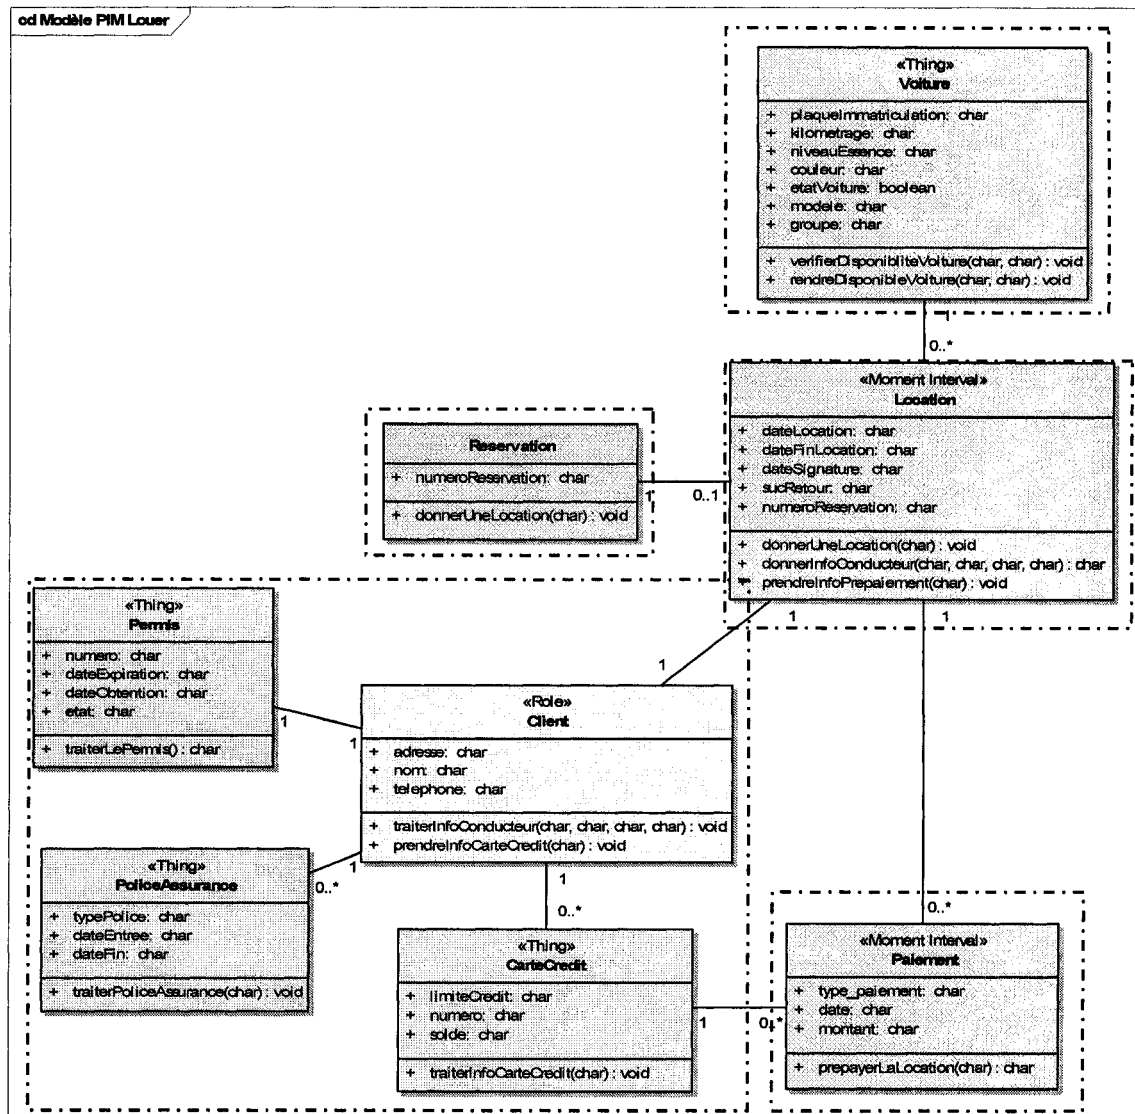 cd Modèle PIM Louer
«Thing»
Voiture
+ plaqueImmatriculation: char
+ kilometrage: char
+ niveauEssence: char
+ couleur: char
+ etatVoiture: boolean
+ modele: char
+ groupe: char
+ verifierDisponibliteVoiture(char, char) : void
+ rendreDisponibleVoiture(char, char) : void
1
0..*
«Moment Interval»
Location
+ dateLocation: char
+ dateFinLocation: char
+ dateSignature: char
+ sucRetour: char
+ numeroReservation: char
+ donnerUneLocation(char) : void
+ donnerInfoConducteur(char, char, char, char) : char
+ prendreInfoPrepaiement(char) : void
Reservation
+ numeroReservation: char
+ donnerUneLocation(char) : void
1
0..1
1
1
1
«Thing»
Permis
+ numero: char
+ dateExpiration: char
+ dateObtention: char
+ etat: char
+ traiterLePermis() : char
1
1
«Role»
Client
+ adresse: char
+ nom: char
+ telephone: char
+ traiterInfoConducteur(char, char, char, char) : void
+ prendreInfoCarteCredit(char) : void
«Thing»
PoliceAssurance
+ typePolice: char
+ dateEntree: char
+ dateFin: char
+ traiterPoliceAssurance(char) : void
1
0..*
1
0..*
0..*
«Thing»
CarteCredit
+ limiteCredit: char
+ numero: char
+ solde: char
+ traiterInfoCarteCredit(char) : void
1
0..*
«Moment Interval»
Paiement
+ type_paiement: char
+ date: char
+ montant: char
+ prepayerLaLocation(char) : char